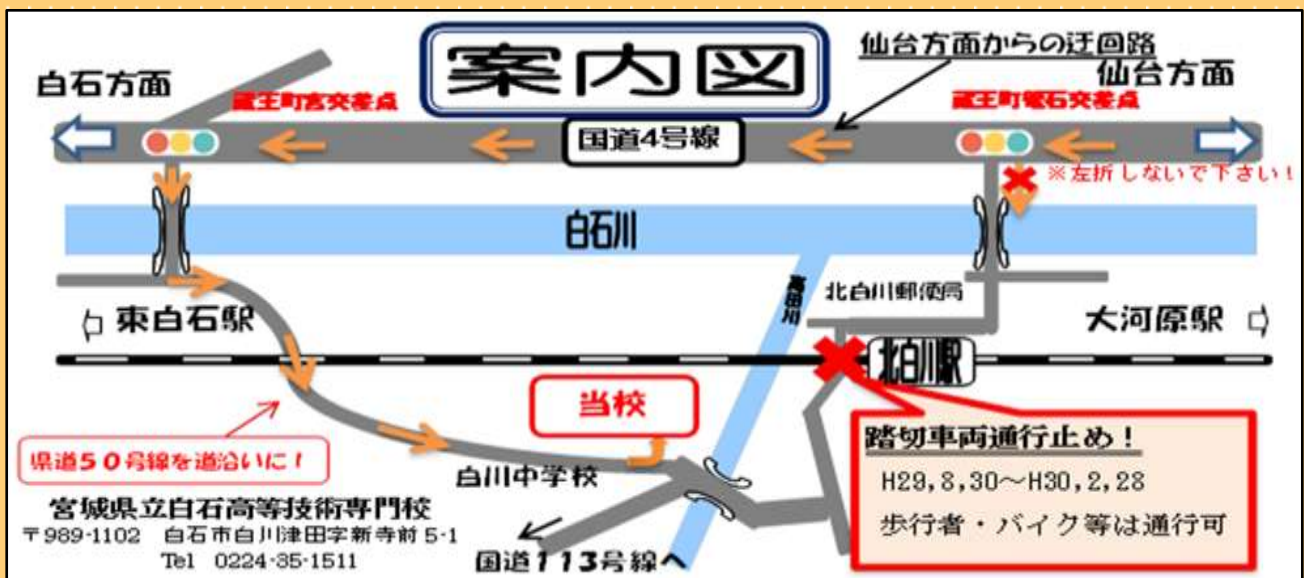 案内図
仙台方面からの迂回路
白石方面
仙台方面
蔵王町宮交差点
蔵王町電石交差点
国道4号線
※左折しないで下さい！
白石川
高田川
北白川郵便局
東白石駅
大河原駅
北白川駅
当校
県道50号線を道沿いに！
白川中学校
踏切車両通行止め！
H29,8,30～H30,2,28
歩行者・バイク等は通行可
宮城県立白石高等技術専門校
〒989-1102　白石市白川津田字新寺前 5-1
Tel　0224-35-1511
国道113号線へ